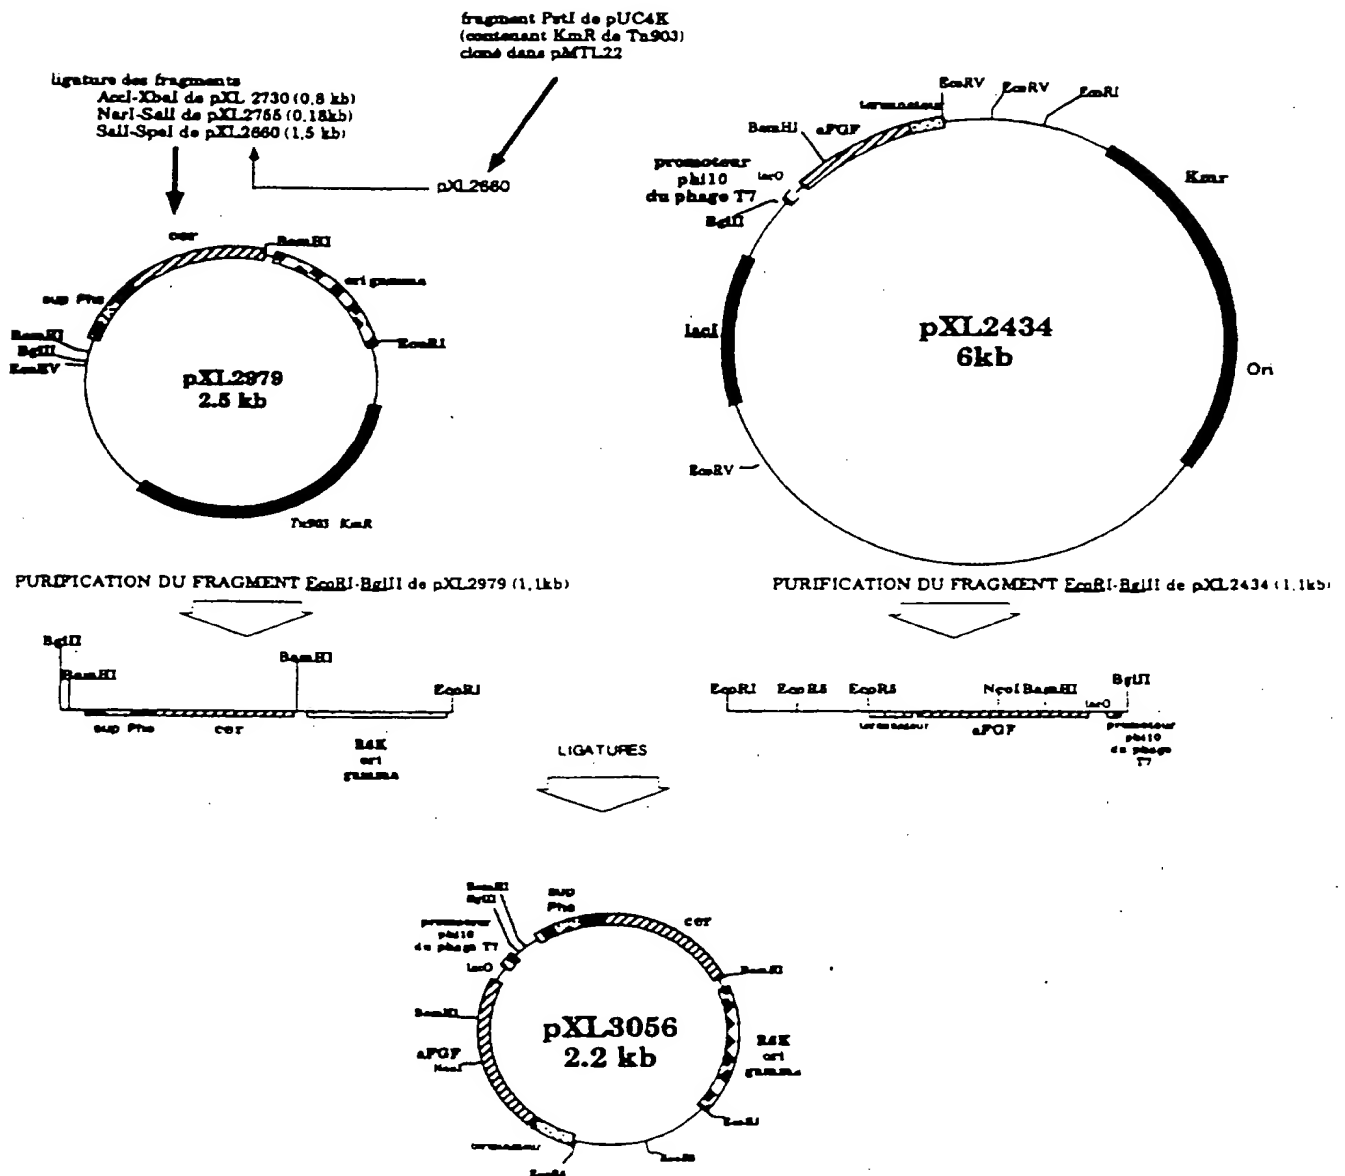 fragment PstI de pUC4K
(contenant KmR de Tn903)
cloné dans pMTL22
ligature des fragments
AccI-XbaI de pXL 2730 (0,8 kb)
NarI-SalI de pXL2755 (0,18kb)
SalI-SpeI de pXL2660 (1,5 kb)
pXL2660
cer
BamHI
ori gamma
sup Phe
BamHI
BglII
EcoRV
EcoRI
pXL2979
2.5 kb
Tn903 KmR
EcoRV
EcoRV
EcoRI
terminateur
BamHI
aFGF
promoteur
phi10
du phage T7
lacO
BglII
Kmr
lacI
pXL2434
6kb
Ori
EcoRV
PURIFICATION DU FRAGMENT EcoRI-BglII de pXL2979 (1,1kb)
PURIFICATION DU FRAGMENT EcoRI-BglII de pXL2434 (1.1kb)
BglII
BamHI
BamHI
EcoRI
sup Phe
cer
R6K
ori
gamma
EcoRI
EcoR5
EcoR5
NcoI
BamHI
lacO
BglII
terminateur
aFGF
promoteur
phi10
du phage
T7
LIGATURES
BamHI
BglII
sup
Phe
cer
promoteur
phi10
du phage T7
lacO
BamHI
BamHI
aFGF
NcoI
pXL3056
2.2 kb
R6K
ori
gamma
EcoRI
terminateur
EcoR5
EcoR5